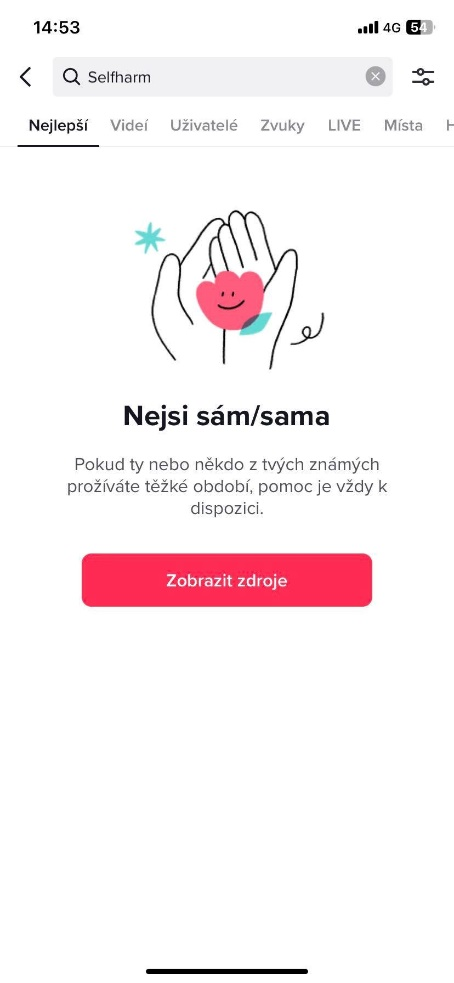 14:53
4G 54
Selfharm
Nejlepší Videí Uživatelé Zvuky LIVE Místa H
Nejsi sám/sama
Pokud ty nebo někdo z tvých známých
prožíváte těžké období, pomoc je vždy k
dispozici.
Zobrazit zdroje